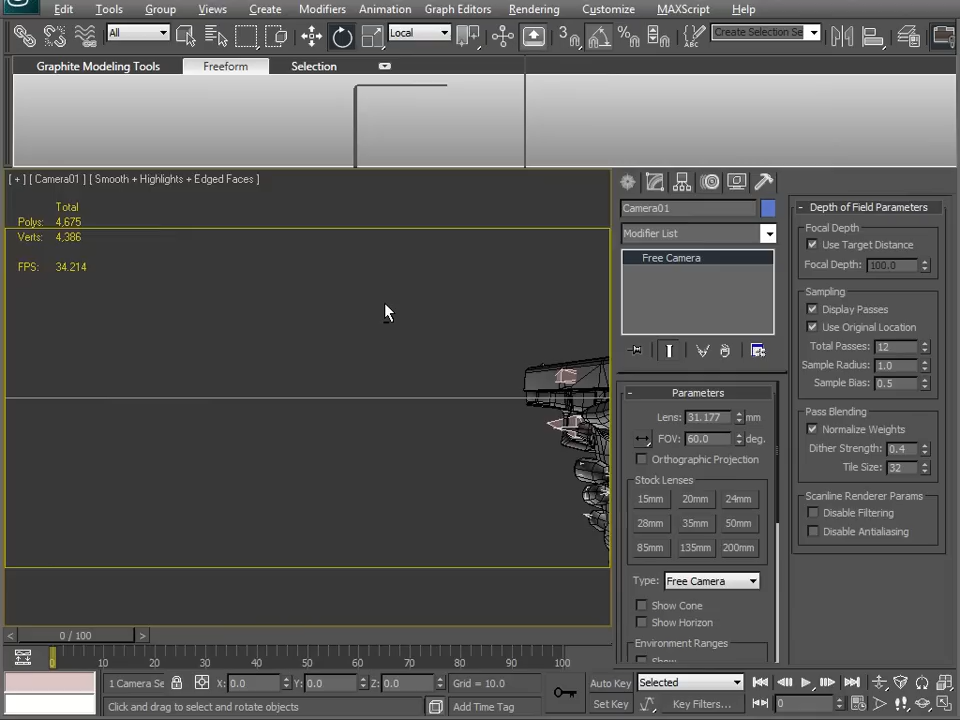 Edit Tools Group Views Create Modifiers Animation Graph Editors Rendering Customize MAXScript Help
All Local Create Selection Se
Graphite Modeling Tools Freeform Selection
[ + ] [ Camera01 ] [ Smooth + Highlights + Edged Faces ]
Total
Polys: 4,675
Verts: 4,386
FPS: 34.214
Camera01
Modifier List
Free Camera
- Parameters
Lens: 31.177 mm
FOV: 60.0 deg.
Orthographic Projection
Stock Lenses
15mm 20mm 24mm
28mm 35mm 50mm
85mm 135mm 200mm
Type: Free Camera
Show Cone
Show Horizon
Environment Ranges
- Depth of Field Parameters
Focal Depth
Use Target Distance
Focal Depth: 100.0
Sampling
Display Passes
Use Original Location
Total Passes: 12
Sample Radius: 1.0
Sample Bias: 0.5
Pass Blending
Normalize Weights
Dither Strength: 0.4
Tile Size: 32
Scanline Renderer Params
Disable Filtering
Disable Antialiasing
< 0 / 100 >
0 10 20 30 40 50 60 70 80 90 100
1 Camera Se X: 0.0 Y: 0.0 Z: 0.0 Grid = 10.0 Auto Key Selected
Click and drag to select and rotate objects Add Time Tag Set Key Key Filters... 0